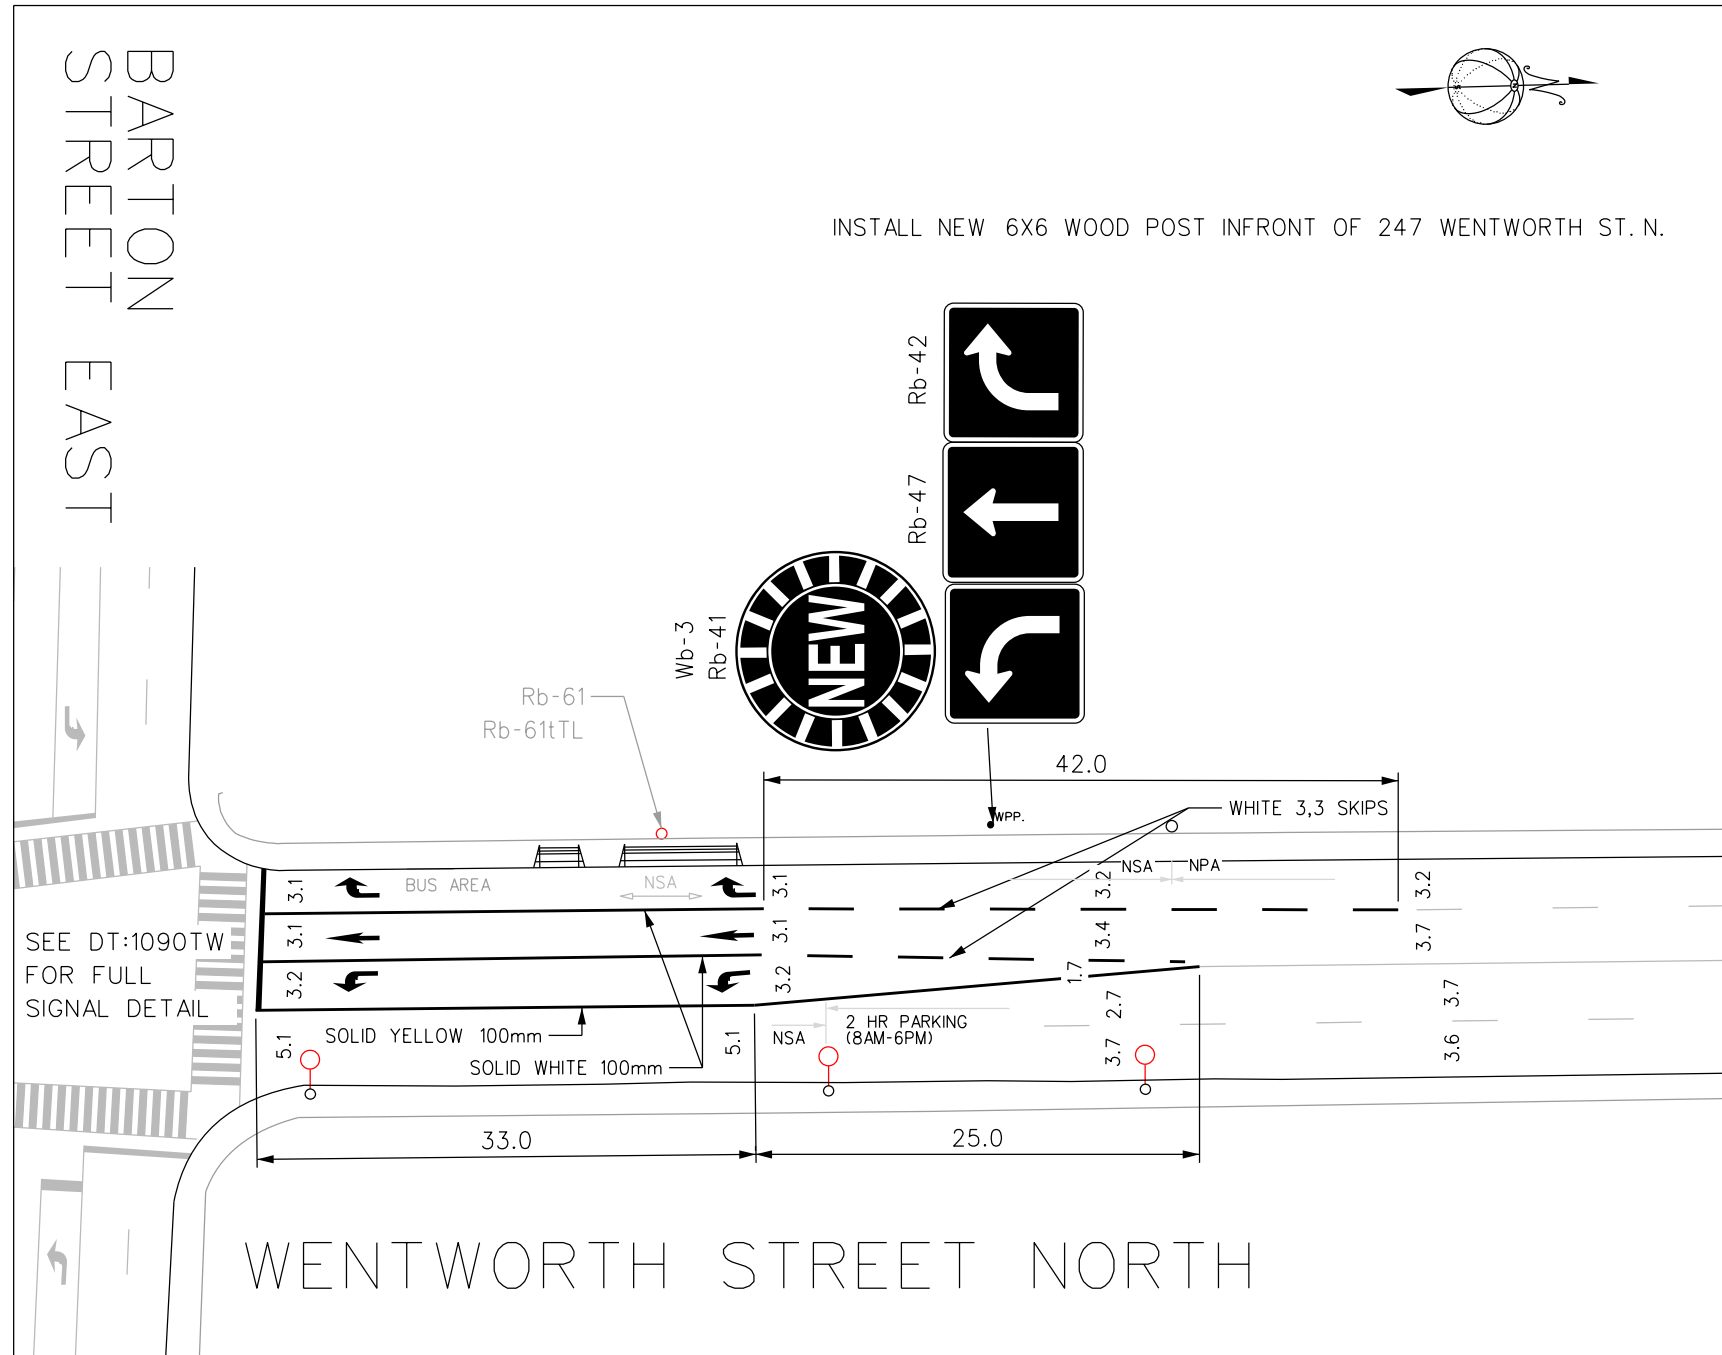 BARTON
STREET EAST
INSTALL NEW 6X6 WOOD POST INFRONT OF 247 WENTWORTH ST. N.
S
N
Rb-42
Rb-47
Wb-3
Rb-41
NEW
Rb-61
Rb-61tTL
42.0
WHITE 3,3 SKIPS
WPP.
NSA
NPA
BUS AREA
NSA
3.1
3.1
3.2
3.2
3.1
3.1
3.4
3.7
3.2
3.2
1.7
SEE DT:1090TW
FOR FULL
SIGNAL DETAIL
SOLID YELLOW 100mm
SOLID WHITE 100mm
5.1
5.1
NSA
2 HR PARKING
(8AM-6PM)
2.7
3.7
3.7
3.6
33.0
25.0
WENTWORTH STREET NORTH